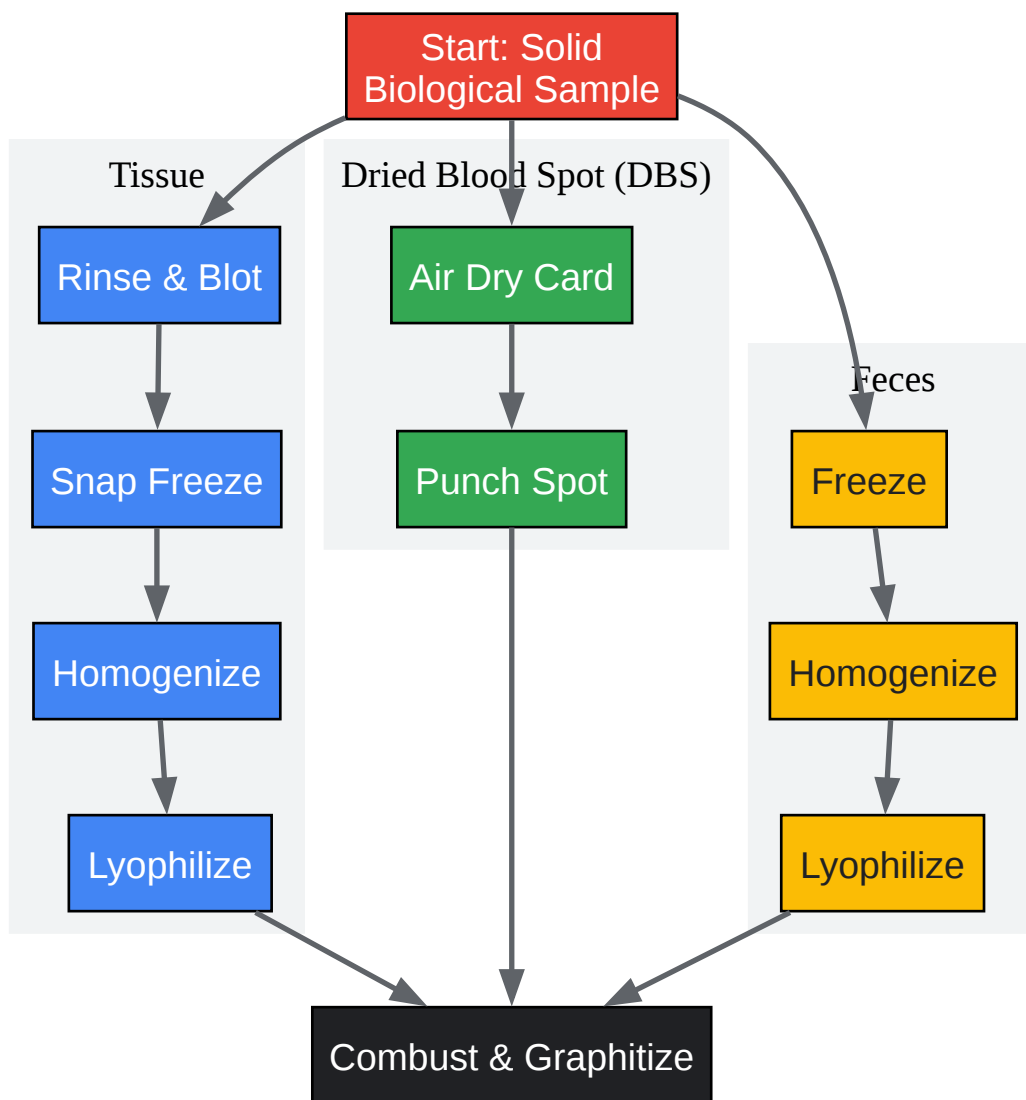 Start: Solid
Biological Sample
Tissue
Dried Blood Spot (DBS)
Rinse & Blot
Air Dry Card
Feces
Snap Freeze
Punch Spot
Freeze
Homogenize
Homogenize
Lyophilize
Lyophilize
Combust & Graphitize